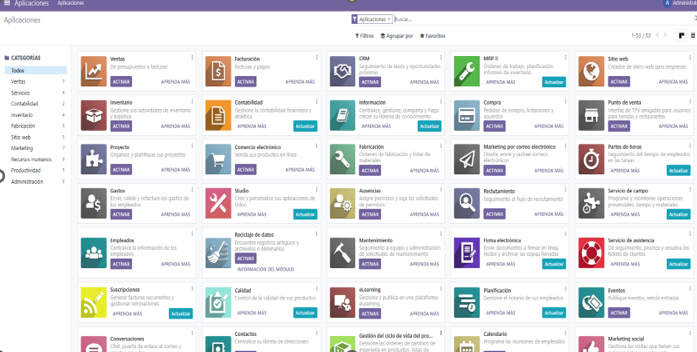 Aplicaciones Aplicaciones Administrat
Aplicaciones
Aplicaciones × Buscar...
Filtros Agrupar por Favoritos
1-53 / 53
CATEGORÍAS
Todos
Ventas 7
Servicios
Contabilidad 2
Inventario 4
Fabricación
Sitio web
Marketing
Recursos Humanos
Productividad
Administración
Ventas
De presupuestos a facturas
ACTIVAR APRENDA MÁS
Facturación
Facturas y pagos
ACTIVAR APRENDA MÁS
CRM
Seguimiento de leads y oportunidades
próximas
ACTIVAR APRENDA MÁS
MRP II
Órdenes de trabajo, planificación,
informes de inventario.
APRENDA MÁS Actualizar
Sitio web
Creador de sitios web para empresas
ACTIVAR APRENDA MÁS
Inventario
Gestione sus actividades de inventario
y logística
ACTIVAR APRENDA MÁS
Contabilidad
Gestione la contabilidad financiera y
analítica
APRENDA MÁS Actualizar
Información
Centralice, gestione, comparta y haga
crecer su librería de conocimiento
APRENDA MÁS Actualizar
Compra
Pedidos de compra, licitaciones y
acuerdos
ACTIVAR APRENDA MÁS
Punto de venta
Interfaz de TPV amigable para usuarios
para tiendas y restaurantes
ACTIVAR APRENDA MÁS
Proyecto
Organice y planifique sus proyectos
ACTIVAR APRENDA MÁS
Comercio electrónico
Venda sus productos en línea
ACTIVAR APRENDA MÁS
Fabricación
Órdenes de fabricación y listas de
materiales
ACTIVAR APRENDA MÁS
Marketing por correo electrónico
Diseñe, envíe y rastree correos
electrónicos
ACTIVAR APRENDA MÁS
Partes de horas
Seguimiento del tiempo de empleados
en las tareas
APRENDA MÁS Actualizar
Gastos
Envíe, valide y refacture los gastos de
los empleados
ACTIVAR APRENDA MÁS
Studio
Cree y personalice sus aplicaciones de
Odoo
APRENDA MÁS Actualizar
Ausencias
Asigne permisos y siga las solicitudes
de permisos
ACTIVAR APRENDA MÁS
Reclutamiento
Seguimiento al flujo de reclutamiento
ACTIVAR APRENDA MÁS
Servicio de campo
Programe y monitoree operaciones
presenciales, tiempo y materiales
APRENDA MÁS Actualizar
Empleados
Centralice la información de los
empleados
ACTIVAR APRENDA MÁS
Reciclaje de datos
Encuentre registros antiguos y
archívelos o elimínelos
ACTIVAR
INFORMACIÓN DEL MÓDULO
Mantenimiento
Seguimiento a equipo y administración
de solicitudes de mantenimiento
ACTIVAR APRENDA MÁS
Firma electrónica
Envíe documentos a firmar en línea,
recibir y archivar las copias llenadas
APRENDA MÁS Actualizar
Servicio de asistencia
Dé seguimiento, priorice y resuelva los
tickets de clientes
APRENDA MÁS Actualizar
Suscripciones
Generar facturas recurrentes y
gestionar renovaciones
APRENDA MÁS Actualizar
Calidad
Control de la calidad de sus productos
APRENDA MÁS Actualizar
eLearning
Gestione y publica en una plataforma
eLearning
ACTIVAR APRENDA MÁS
Planificación
Gestione el horario de sus empleados
APRENDA MÁS Actualizar
Eventos
Publique eventos, venda entradas
ACTIVAR APRENDA MÁS
Conversaciones
Chat, puerta de enlace al correo y
Contactos
Centralice su librería de direcciones
Gestión del ciclo de vida del pro...
Gestione las órdenes de cambios de
ingeniería en productos, listas de
Calendario
Programe las reuniones de empleados
Marketing social
Gestione las visitas que tienen sus